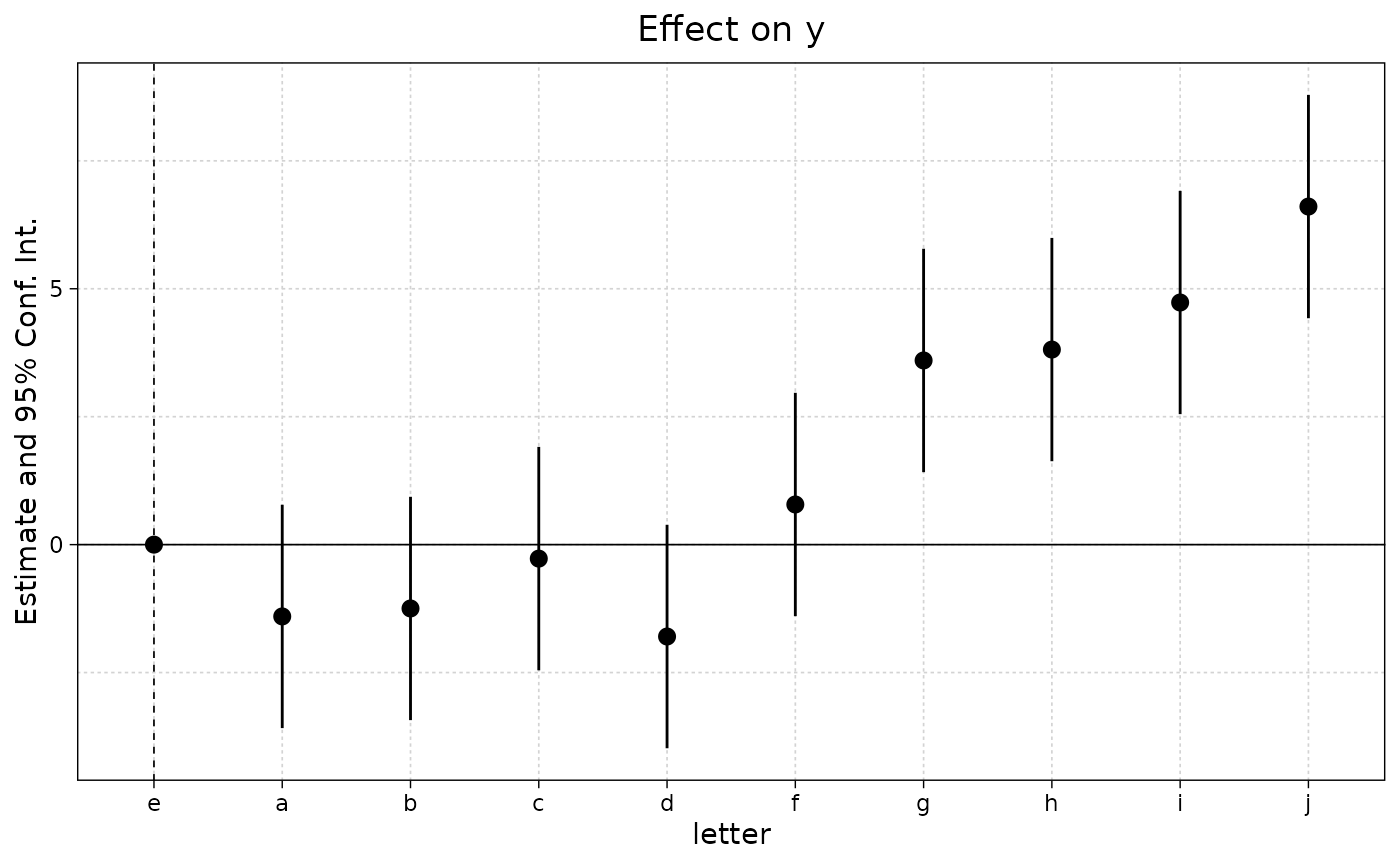 Effect on y
Estimate and 95% Conf. Int.
5
0
e a b c d f g h i j
letter